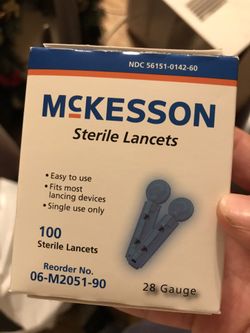 NDC 56151-0142-60
McKESSON
Sterile Lancets
• Easy to use
• Fits most
lancing devices
• Single use only
100
Sterile Lancets
Reorder No.
06-M2051-90
28 Gauge